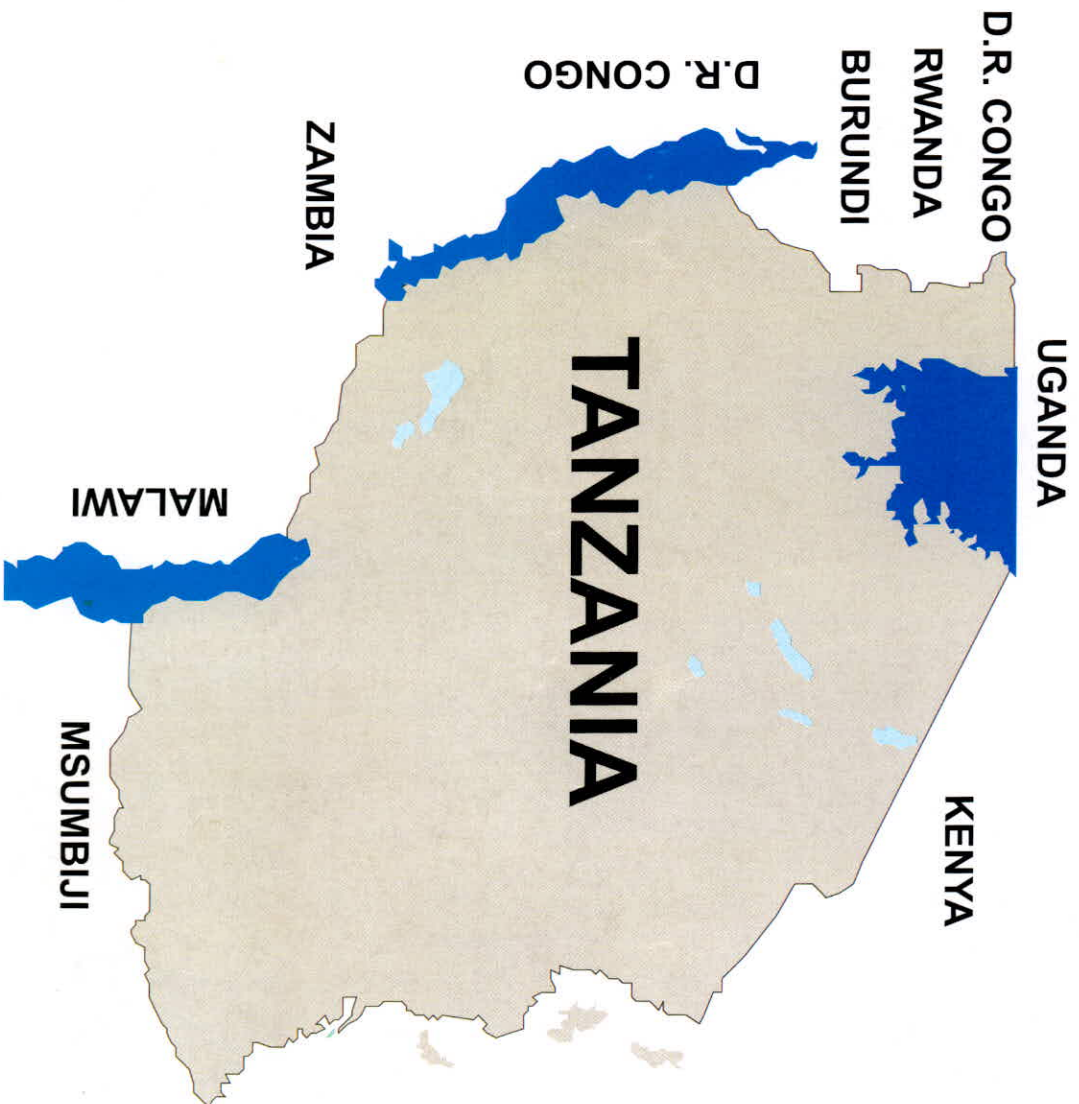 UGANDA
D.R. CONGO
RWANDA
BURUNDI
KENYA
D.R. CONGO
TANZANIA
ZAMBIA
MALAWI
MSUMBIJI